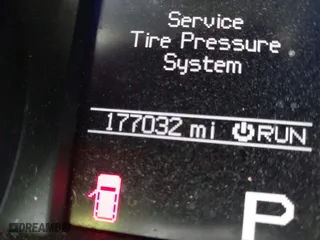 Service
Tire Pressure
System
177032 mi RUN
P